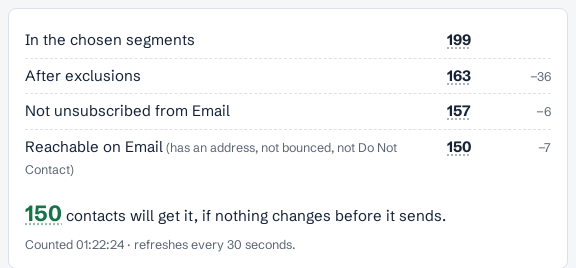 In the chosen segments 199
After exclusions 163 −36
Not unsubscribed from Email 157 −6
Reachable on Email (has an address, not bounced, not Do Not 150 −7
Contact)
150 contacts will get it, if nothing changes before it sends.
Counted 01:22:24 · refreshes every 30 seconds.